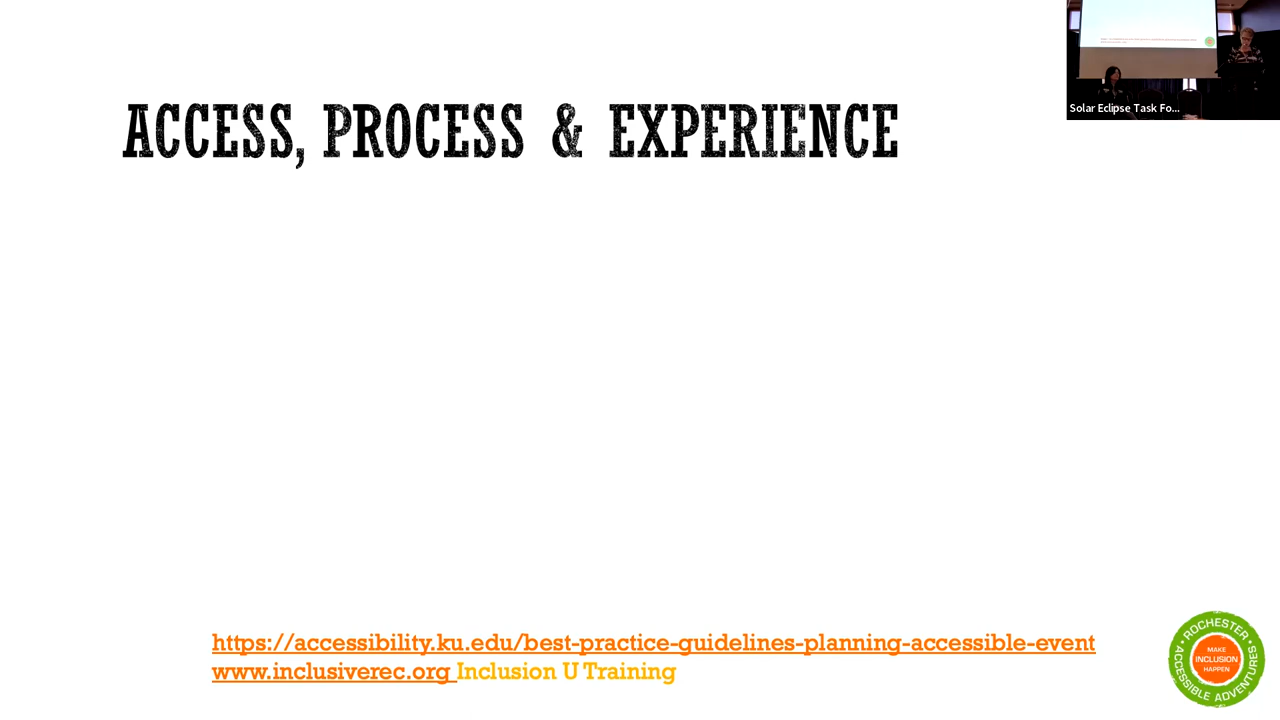 ACCESS, PROCESS & EXPERIENCE
Solar Eclipse Task Fo...
https://accessibility.ku.edu/best-practice-guidelines-planning-accessible-event
www.inclusiverec.org Inclusion U Training
ROCHESTER
MAKE
INCLUSION
HAPPEN
ACCESSIBLE ADVENTURES